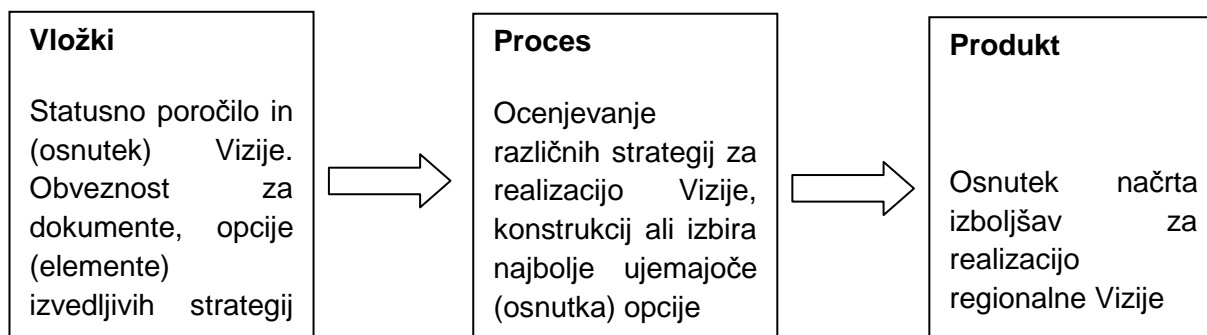 Vložki
Statusno poročilo in
(osnutek) Vizije.
Obveznost za
dokumente, opcije
(elemente)
izvedljivih strategij
Proces
Ocenjevanje
različnih strategij za
realizacijo Vizije,
konstrukcij ali izbira
najbolje ujemajoče
(osnutka) opcije
Produkt
Osnutek načrta
izboljšav za
realizacijo
regionalne Vizije